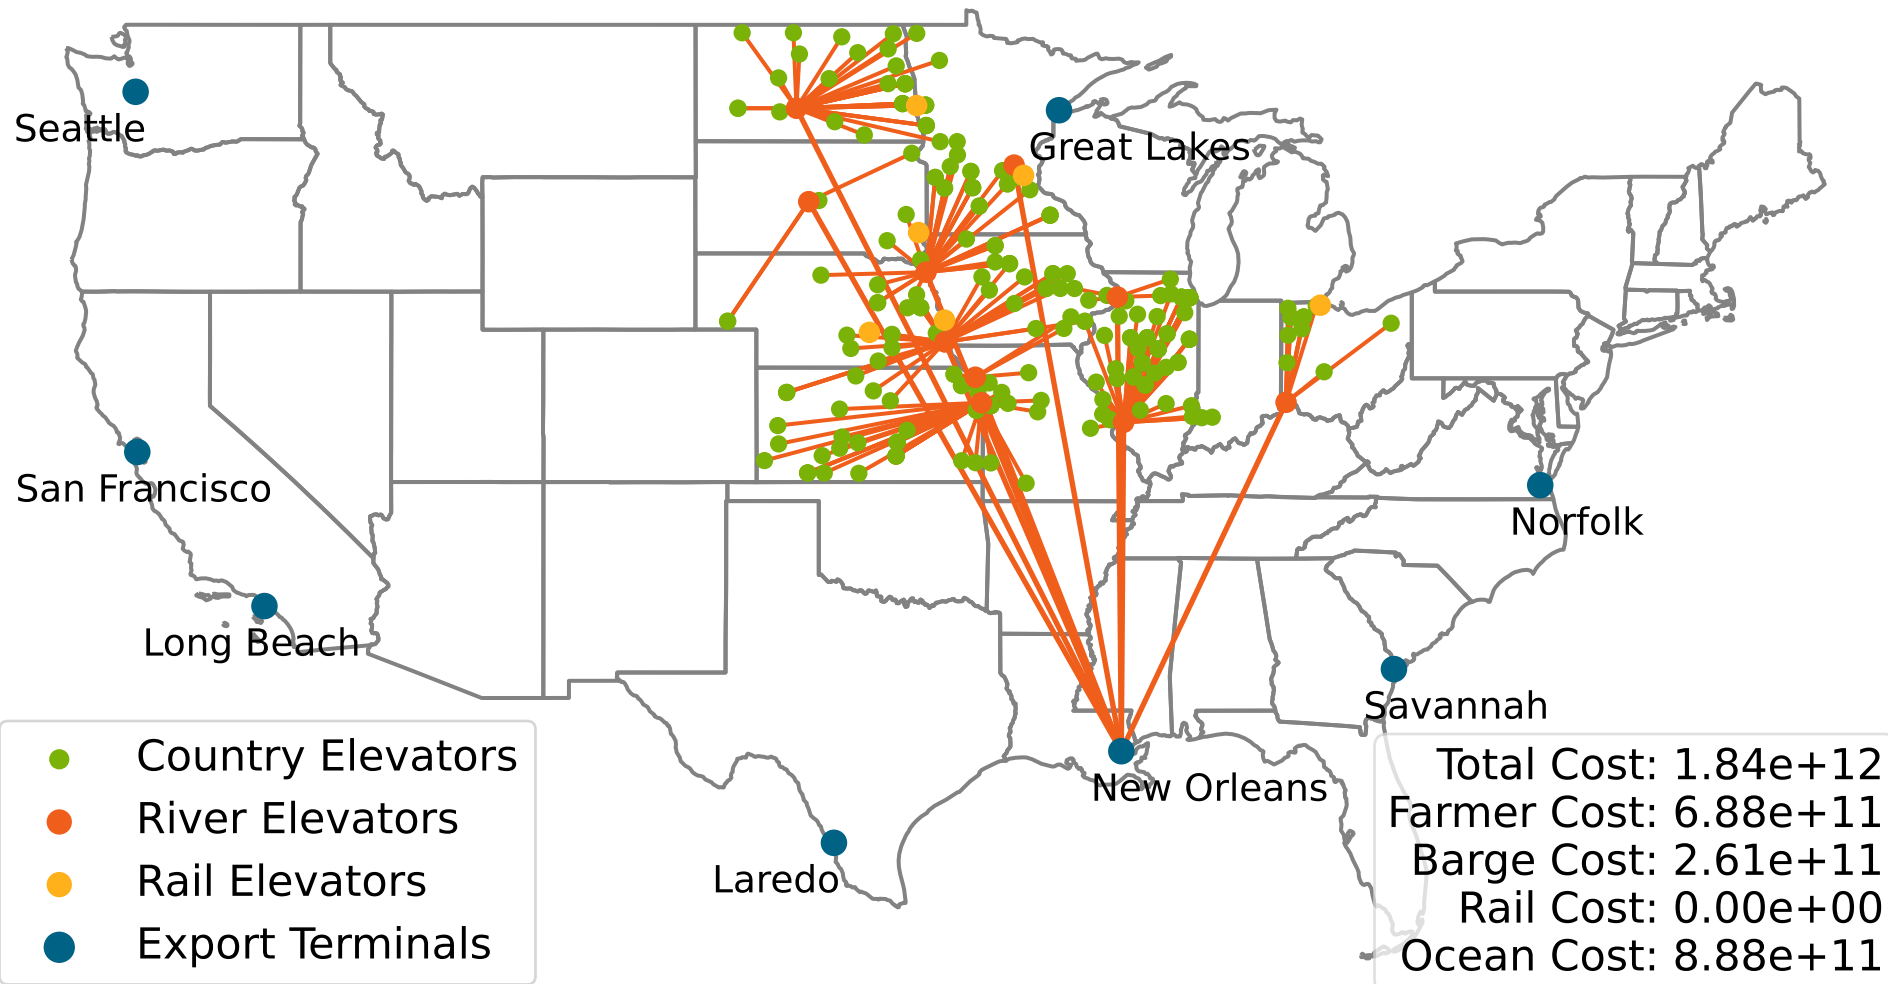 Seattle
Great Lakes
San Francisco
Norfolk
Long Beach
Savannah
New Orleans
Laredo
Country Elevators
River Elevators
Rail Elevators
Export Terminals
Total Cost: 1.84e+12
Farmer Cost: 6.88e+11
Barge Cost: 2.61e+11
Rail Cost: 0.00e+00
Ocean Cost: 8.88e+11